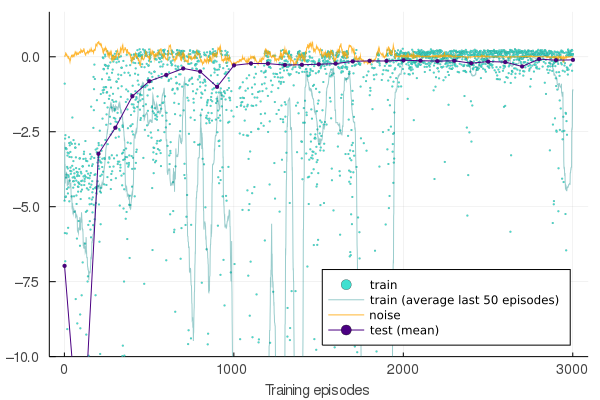 0.0
−2.5
−5.0
−7.5
−10.0
0
1000
2000
3000
Training episodes
train
train (average last 50 episodes)
noise
test (mean)